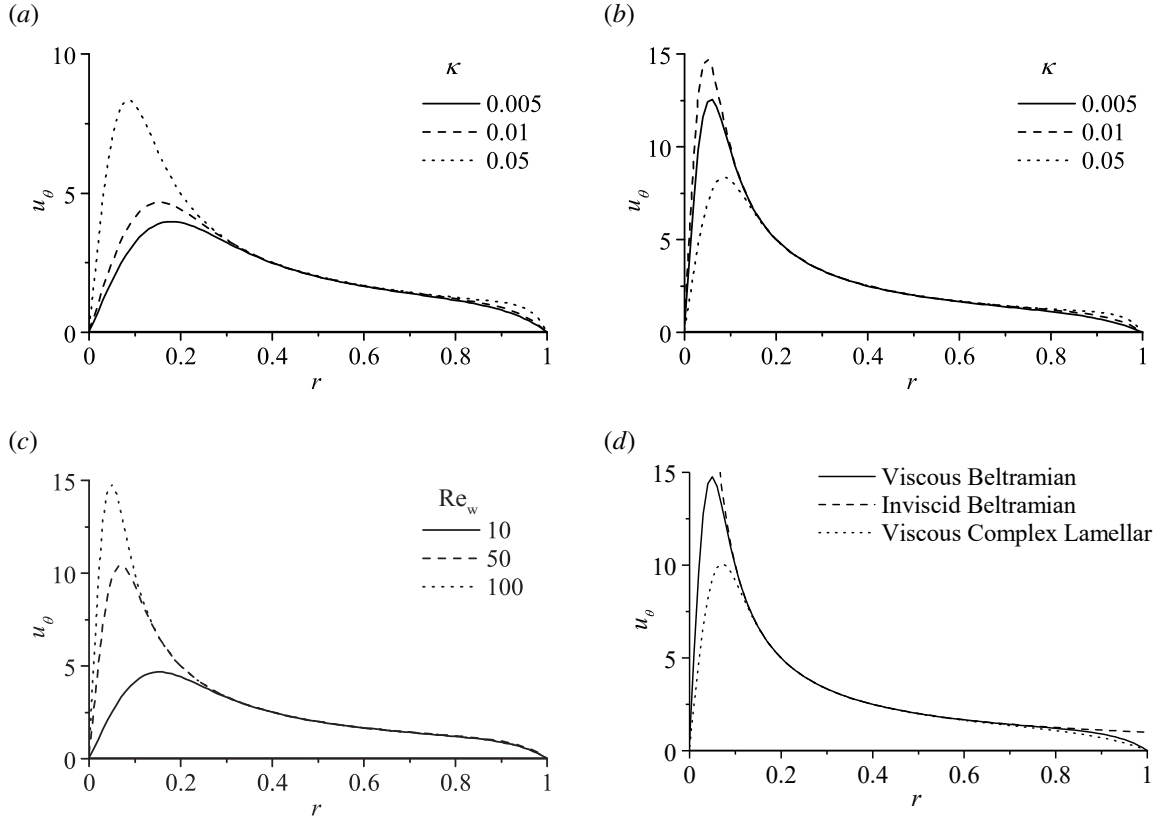 (a)
10
5
0
u_θ
κ
0.005
0.01
0.05
0 0.2 0.4 0.6 0.8 1
r
(b)
15
10
5
0
u_θ
κ
0.005
0.01
0.05
0 0.2 0.4 0.6 0.8 1
r
(c)
15
10
5
0
u_θ
Re_w
10
50
100
0 0.2 0.4 0.6 0.8 1
r
(d)
15
10
5
0
u_θ
Viscous Beltramian
Inviscid Beltramian
Viscous Complex Lamellar
0 0.2 0.4 0.6 0.8 1
r